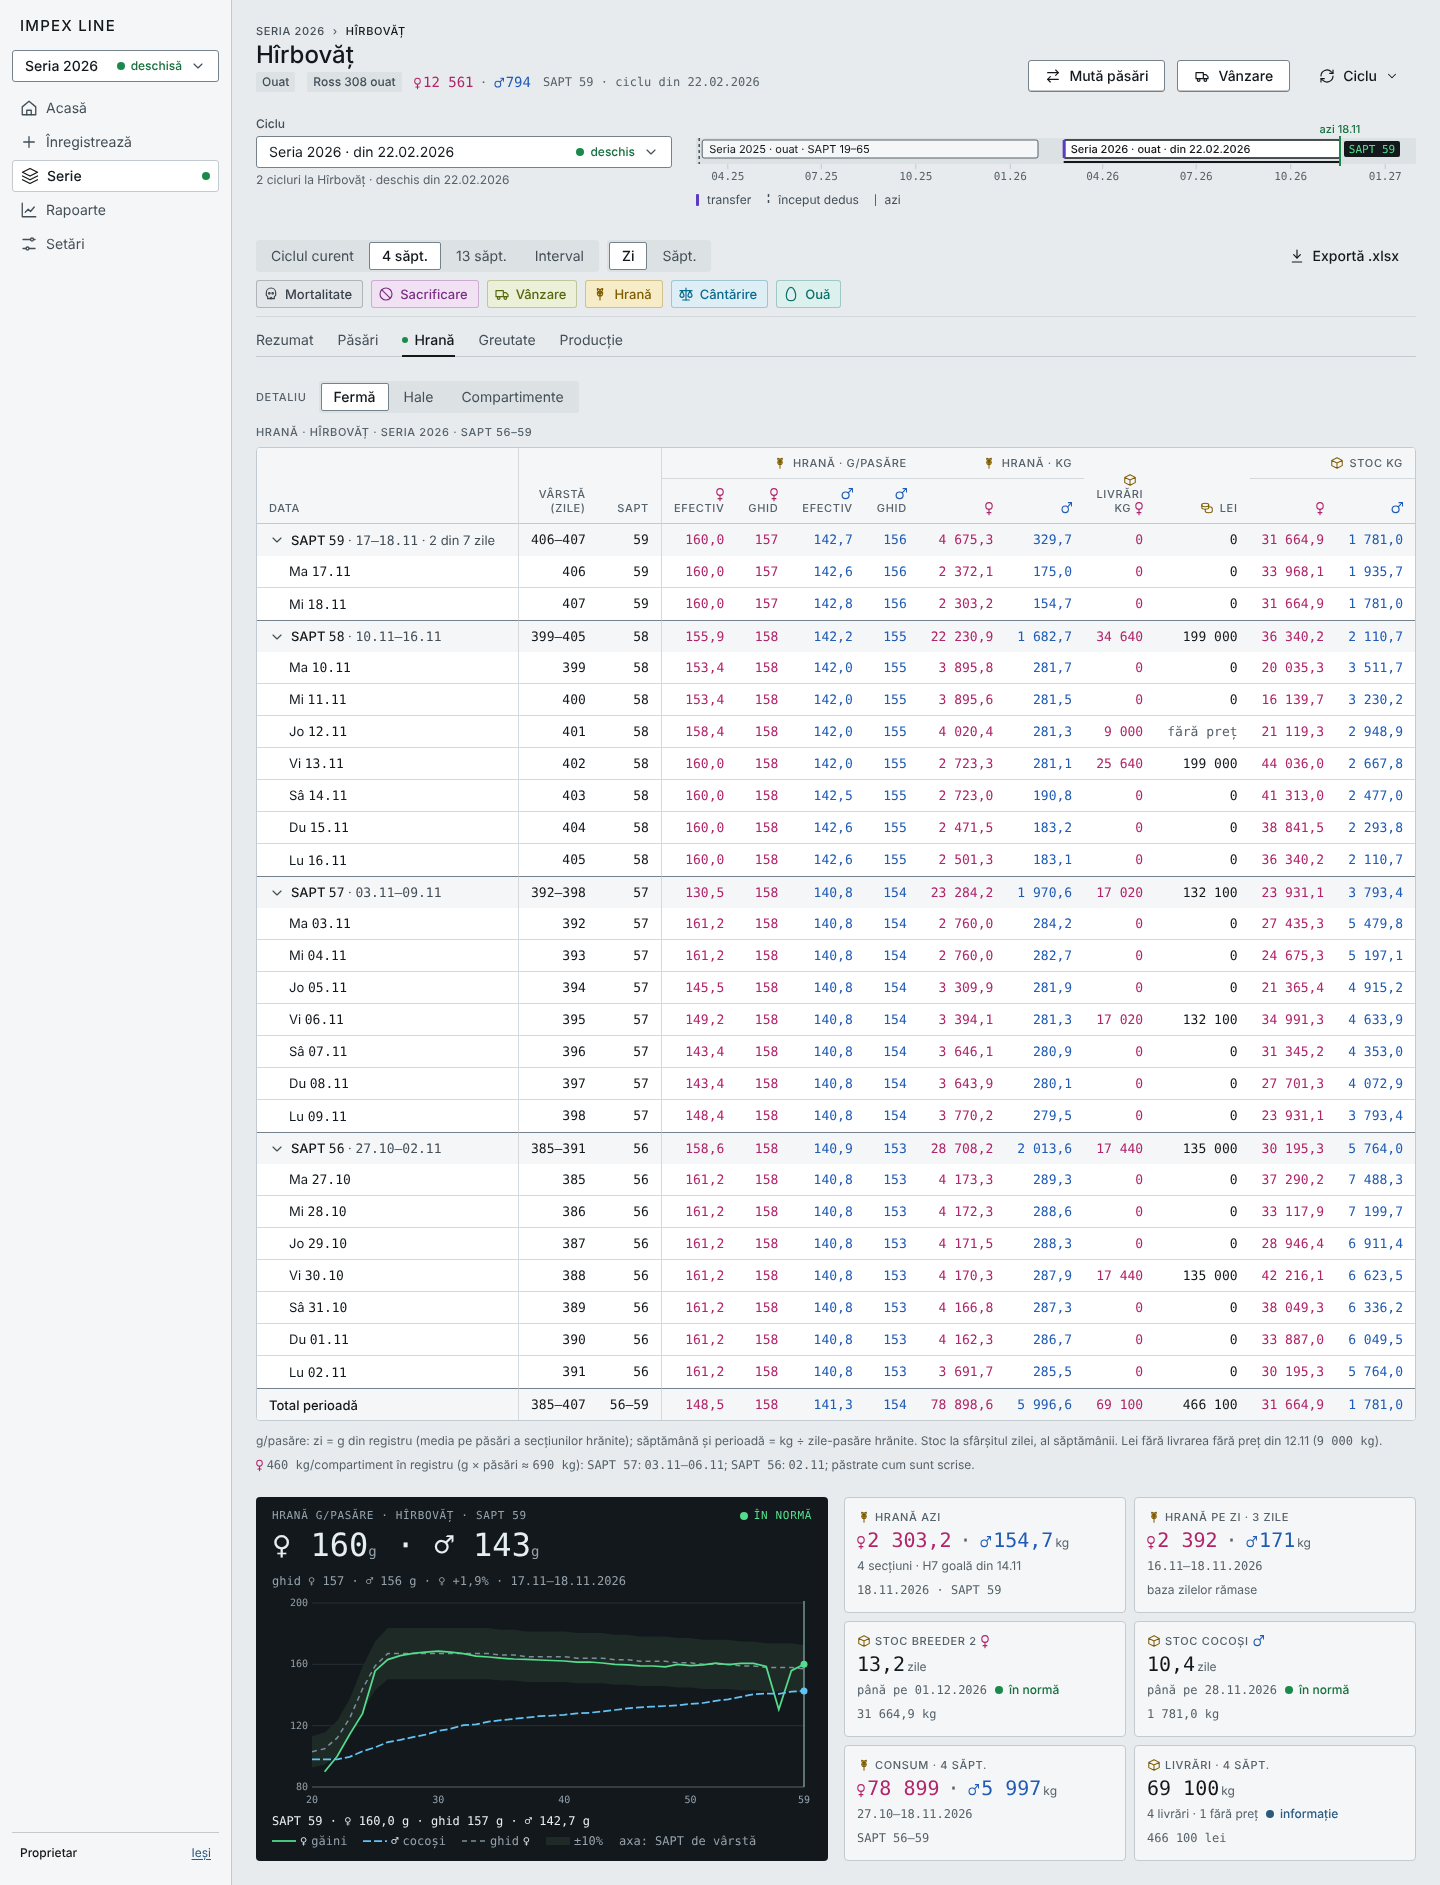 IMPEX LINE
Seria 2026 deschisă
Acasă
Înregistrează
Serie
Rapoarte
Setări
Proprietar Ieși
SERIA 2026 › HÎRBOVĂȚ
Hîrbovăț
Ouat Ross 308 ouat ♀12 561 · ♂794 SAPT 59 · ciclu din 22.02.2026
Mută păsări Vânzare Ciclu
Ciclu
Seria 2026 · din 22.02.2026 deschis
2 cicluri la Hîrbovăț · deschis din 22.02.2026
azi 18.11
Seria 2025 · ouat · SAPT 19–65 Seria 2026 · ouat · din 22.02.2026 SAPT 59
04.25 07.25 10.25 01.26 04.26 07.26 10.26 01.27
transfer început dedus azi
Ciclul curent 4 săpt. 13 săpt. Interval Zi Săpt. Exportă .xlsx
Mortalitate Sacrificare Vânzare Hrană Cântărire Ouă
Rezumat Păsări Hrană Greutate Producție
DETALIU Fermă Hale Compartimente
HRANĂ · HÎRBOVĂȚ · SERIA 2026 · SAPT 56–59
HRANĂ · G/PASĂRE HRANĂ · KG STOC KG
DATA VÂRSTĂ (ZILE) SAPT ♀ EFECTIV ♀ GHID ♂ EFECTIV ♂ GHID ♀ ♂ LIVRĂRI KG ♀ LEI ♀ ♂
SAPT 59 · 17–18.11 · 2 din 7 zile 406–407 59 160,0 157 142,7 156 4 675,3 329,7 0 0 31 664,9 1 781,0
Ma 17.11 406 59 160,0 157 142,6 156 2 372,1 175,0 0 0 33 968,1 1 935,7
Mi 18.11 407 59 160,0 157 142,8 156 2 303,2 154,7 0 0 31 664,9 1 781,0
SAPT 58 · 10.11–16.11 399–405 58 155,9 158 142,2 155 22 230,9 1 682,7 34 640 199 000 36 340,2 2 110,7
Ma 10.11 399 58 153,4 158 142,0 155 3 895,8 281,7 0 0 20 035,3 3 511,7
Mi 11.11 400 58 153,4 158 142,0 155 3 895,6 281,5 0 0 16 139,7 3 230,2
Jo 12.11 401 58 158,4 158 142,0 155 4 020,4 281,3 9 000 fără preț 21 119,3 2 948,9
Vi 13.11 402 58 160,0 158 142,0 155 2 723,3 281,1 25 640 199 000 44 036,0 2 667,8
Sâ 14.11 403 58 160,0 158 142,5 155 2 723,0 190,8 0 0 41 313,0 2 477,0
Du 15.11 404 58 160,0 158 142,6 155 2 471,5 183,2 0 0 38 841,5 2 293,8
Lu 16.11 405 58 160,0 158 142,6 155 2 501,3 183,1 0 0 36 340,2 2 110,7
SAPT 57 · 03.11–09.11 392–398 57 130,5 158 140,8 154 23 284,2 1 970,6 17 020 132 100 23 931,1 3 793,4
Ma 03.11 392 57 161,2 158 140,8 154 2 760,0 284,2 0 0 27 435,3 5 479,8
Mi 04.11 393 57 161,2 158 140,8 154 2 760,0 282,7 0 0 24 675,3 5 197,1
Jo 05.11 394 57 145,5 158 140,8 154 3 309,9 281,9 0 0 21 365,4 4 915,2
Vi 06.11 395 57 149,2 158 140,8 154 3 394,1 281,3 17 020 132 100 34 991,3 4 633,9
Sâ 07.11 396 57 143,4 158 140,8 154 3 646,1 280,9 0 0 31 345,2 4 353,0
Du 08.11 397 57 143,4 158 140,8 154 3 643,9 280,1 0 0 27 701,3 4 072,9
Lu 09.11 398 57 148,4 158 140,8 154 3 770,2 279,5 0 0 23 931,1 3 793,4
SAPT 56 · 27.10–02.11 385–391 56 158,6 158 140,9 153 28 708,2 2 013,6 17 440 135 000 30 195,3 5 764,0
Ma 27.10 385 56 161,2 158 140,8 153 4 173,3 289,3 0 0 37 290,2 7 488,3
Mi 28.10 386 56 161,2 158 140,8 153 4 172,3 288,6 0 0 33 117,9 7 199,7
Jo 29.10 387 56 161,2 158 140,8 153 4 171,5 288,3 0 0 28 946,4 6 911,4
Vi 30.10 388 56 161,2 158 140,8 153 4 170,3 287,9 17 440 135 000 42 216,1 6 623,5
Sâ 31.10 389 56 161,2 158 140,8 153 4 166,8 287,3 0 0 38 049,3 6 336,2
Du 01.11 390 56 161,2 158 140,8 153 4 162,3 286,7 0 0 33 887,0 6 049,5
Lu 02.11 391 56 161,2 158 140,8 153 3 691,7 285,5 0 0 30 195,3 5 764,0
Total perioadă 385–407 56–59 148,5 158 141,3 154 78 898,6 5 996,6 69 100 466 100 31 664,9 1 781,0
g/pasăre: zi = g din registru (media pe păsări a secțiunilor hrănite); săptămână și perioadă = kg ÷ zile-pasăre hrănite. Stoc la sfârșitul zilei, al săptămânii. Lei fără livrarea fără preț din 12.11 (9 000 kg).
♀ 460 kg/compartiment în registru (g × păsări ≈ 690 kg): SAPT 57: 03.11–06.11; SAPT 56: 02.11; păstrate cum sunt scrise.
HRANĂ G/PASĂRE · HÎRBOVĂȚ · SAPT 59 ÎN NORMĂ
♀ 160g · ♂ 143g
ghid ♀ 157 · ♂ 156 g · ♀ +1,9% · 17.11–18.11.2026
200
160
120
80
20 30 40 50 59
SAPT 59 · ♀ 160,0 g · ghid 157 g · ♂ 142,7 g
♀ găini ♂ cocoși ghid ♀ ±10% axa: SAPT de vârstă
HRANĂ AZI
♀2 303,2 · ♂154,7 kg
4 secțiuni · H7 goală din 14.11
18.11.2026 · SAPT 59
HRANĂ PE ZI · 3 ZILE
♀2 392 · ♂171 kg
16.11–18.11.2026
baza zilelor rămase
STOC BREEDER 2 ♀
13,2 zile
până pe 01.12.2026 în normă
31 664,9 kg
STOC COCOȘI ♂
10,4 zile
până pe 28.11.2026 în normă
1 781,0 kg
CONSUM · 4 SĂPT.
♀78 899 · ♂5 997 kg
27.10–18.11.2026
SAPT 56–59
LIVRĂRI · 4 SĂPT.
69 100 kg
4 livrări · 1 fără preț informație
466 100 lei